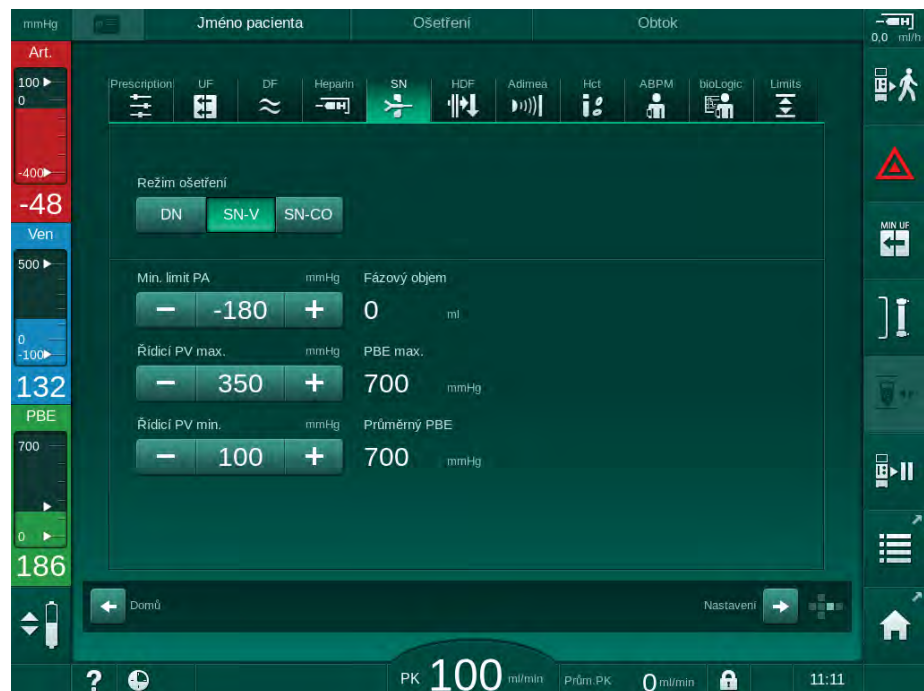 mmHg
Jméno pacienta
Ošetření
Obtok
0,0 ml/h
Art.
100
0
-400
-48
Ven
500
0
-100
132
PBE
700
0
186
Prescription
UF
DF
Heparin
SN
HDF
Adimea
Hct
ABPM
bioLogic
Limits
Režim ošetření
DN SN-V SN-CO
Min. limit PA mmHg Fázový objem
− -180 + 0 ml
Řídicí PV max. mmHg PBE max.
− 350 + 700 mmHg
Řídicí PV min. mmHg Průměrný PBE
− 100 + 700 mmHg
MIN UF
Domů
Nastavení
? PK 100 ml/min Prům.PK 0 ml/min 11:11